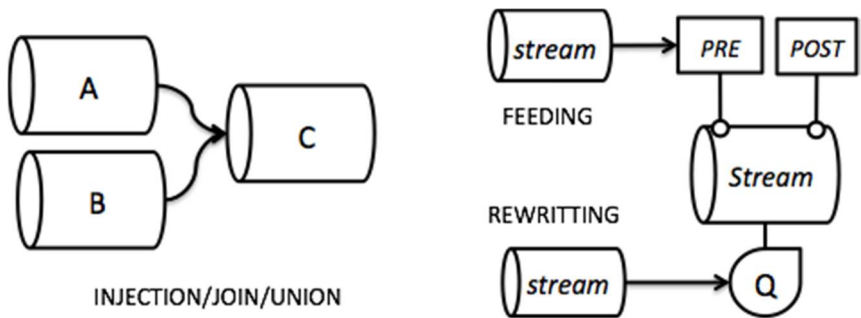 A
B
C
INJECTION/JOIN/UNION
stream
PRE
POST
FEEDING
Stream
REWRITTING
stream
Q